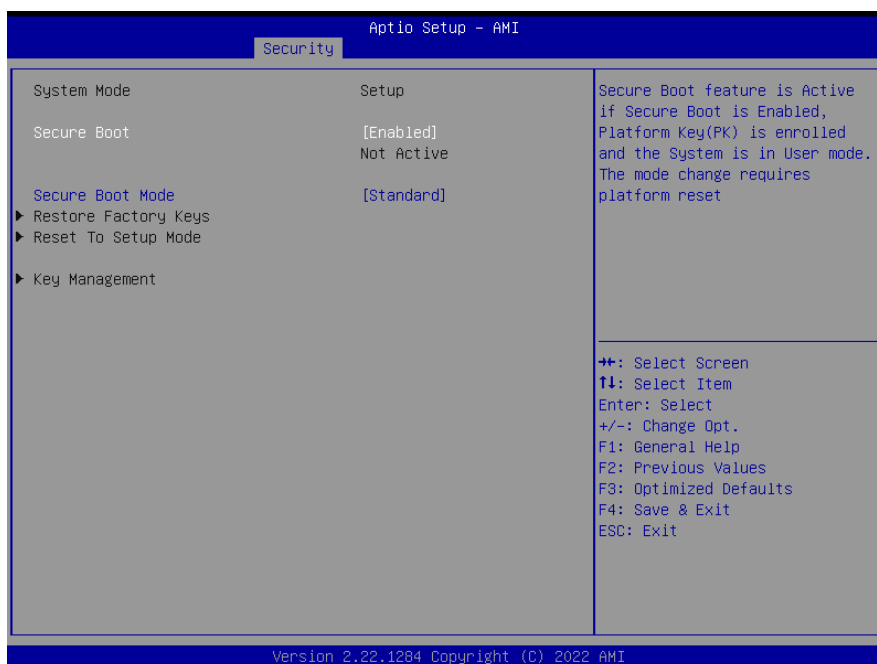 Aptio Setup – AMI
Security
System Mode Setup
Secure Boot [Enabled]
Not Active
Secure Boot Mode [Standard]
▶ Restore Factory Keys
▶ Reset To Setup Mode
▶ Key Management
Secure Boot feature is Active
if Secure Boot is Enabled,
Platform Key(PK) is enrolled
and the System is in User mode.
The mode change requires
platform reset
→←: Select Screen
↑↓: Select Item
Enter: Select
+/-: Change Opt.
F1: General Help
F2: Previous Values
F3: Optimized Defaults
F4: Save & Exit
ESC: Exit
Version 2.22.1284 Copyright (C) 2022 AMI